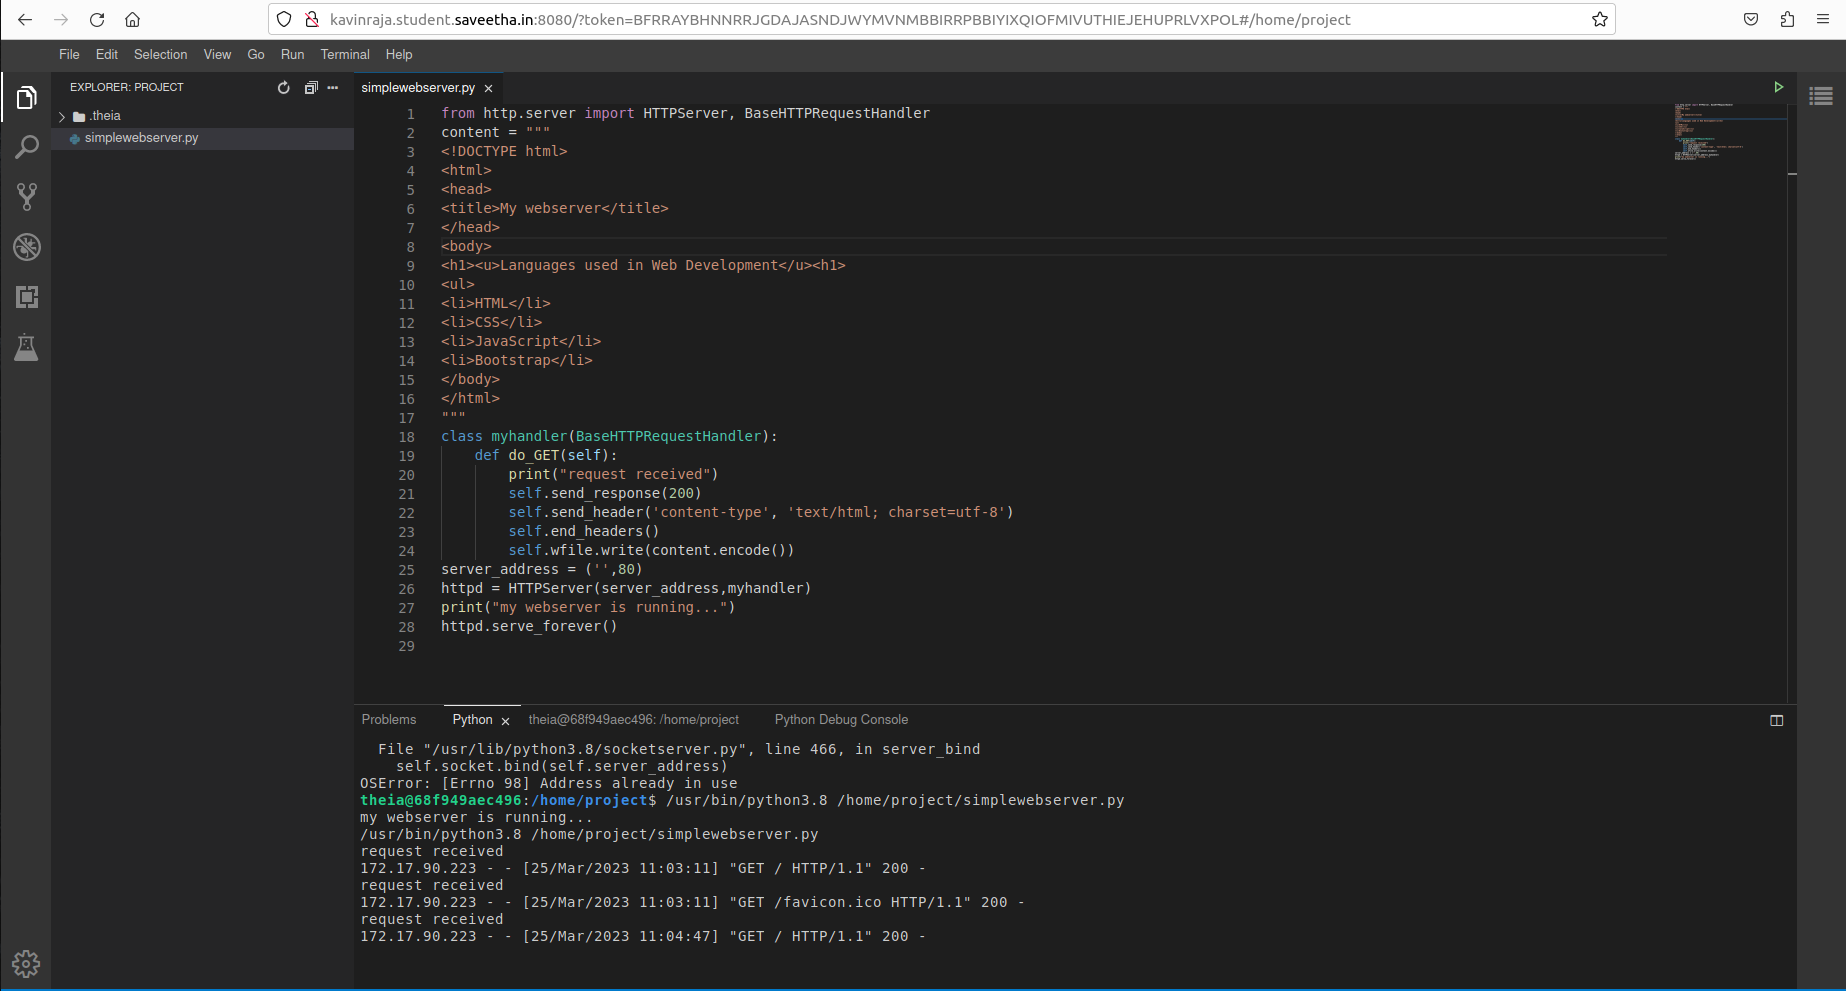 kavinraja.student.saveetha.in:8080/?token=BFRRAYBHNNRRJGDAJASNDJWYMVNMBBIRRPBBIYIXQIOFMIVUTHIEJEHUPRLVXPOL#/home/project
File Edit Selection View Go Run Terminal Help
EXPLORER: PROJECT
.theia
simplewebserver.py
simplewebserver.py
1 from http.server import HTTPServer, BaseHTTPRequestHandler
2 content = """
3 <!DOCTYPE html>
4 <html>
5 <head>
6 <title>My webserver</title>
7 </head>
8 <body>
9 <h1><u>Languages used in Web Development</u><h1>
10 <ul>
11 <li>HTML</li>
12 <li>CSS</li>
13 <li>JavaScript</li>
14 <li>Bootstrap</li>
15 </body>
16 </html>
17 """
18 class myhandler(BaseHTTPRequestHandler):
19     def do_GET(self):
20         print("request received")
21         self.send_response(200)
22         self.send_header('content-type', 'text/html; charset=utf-8')
23         self.end_headers()
24         self.wfile.write(content.encode())
25 server_address = ('',80)
26 httpd = HTTPServer(server_address,myhandler)
27 print("my webserver is running...")
28 httpd.serve_forever()
29
Problems Python theia@68f949aec496: /home/project Python Debug Console
  File "/usr/lib/python3.8/socketserver.py", line 466, in server_bind
    self.socket.bind(self.server_address)
OSError: [Errno 98] Address already in use
theia@68f949aec496:/home/project$ /usr/bin/python3.8 /home/project/simplewebserver.py
my webserver is running...
/usr/bin/python3.8 /home/project/simplewebserver.py
request received
172.17.90.223 - - [25/Mar/2023 11:03:11] "GET / HTTP/1.1" 200 -
request received
172.17.90.223 - - [25/Mar/2023 11:03:11] "GET /favicon.ico HTTP/1.1" 200 -
request received
172.17.90.223 - - [25/Mar/2023 11:04:47] "GET / HTTP/1.1" 200 -